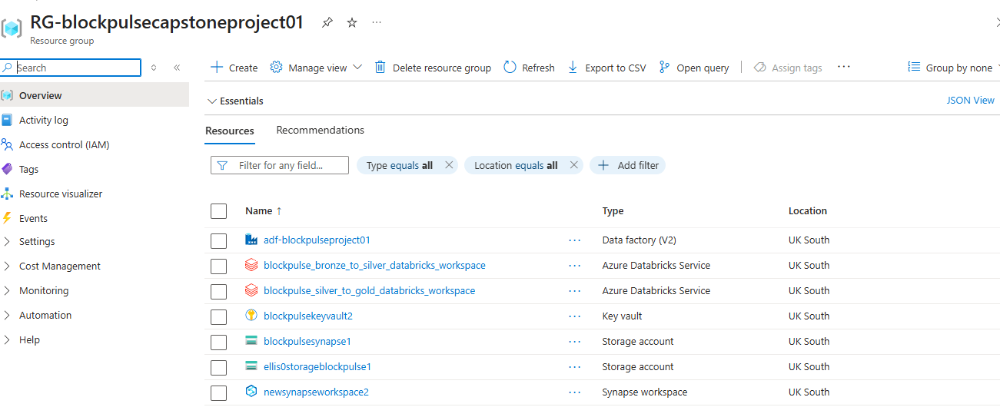 RG-blockpulsecapstoneproject01
Resource group
Search
Overview
Activity log
Access control (IAM)
Tags
Resource visualizer
Events
Settings
Cost Management
Monitoring
Automation
Help
Create Manage view Delete resource group Refresh Export to CSV Open query Assign tags Group by none
Essentials JSON View
Resources Recommendations
Filter for any field... Type equals all Location equals all Add filter
Name ↑ Type Location
adf-blockpulseproject01 Data factory (V2) UK South
blockpulse_bronze_to_silver_databricks_workspace Azure Databricks Service UK South
blockpulse_silver_to_gold_databricks_workspace Azure Databricks Service UK South
blockpulsekeyvault2 Key vault UK South
blockpulsesynapse1 Storage account UK South
ellis0storageblockpulse1 Storage account UK South
newsynapseworkspace2 Synapse workspace UK South